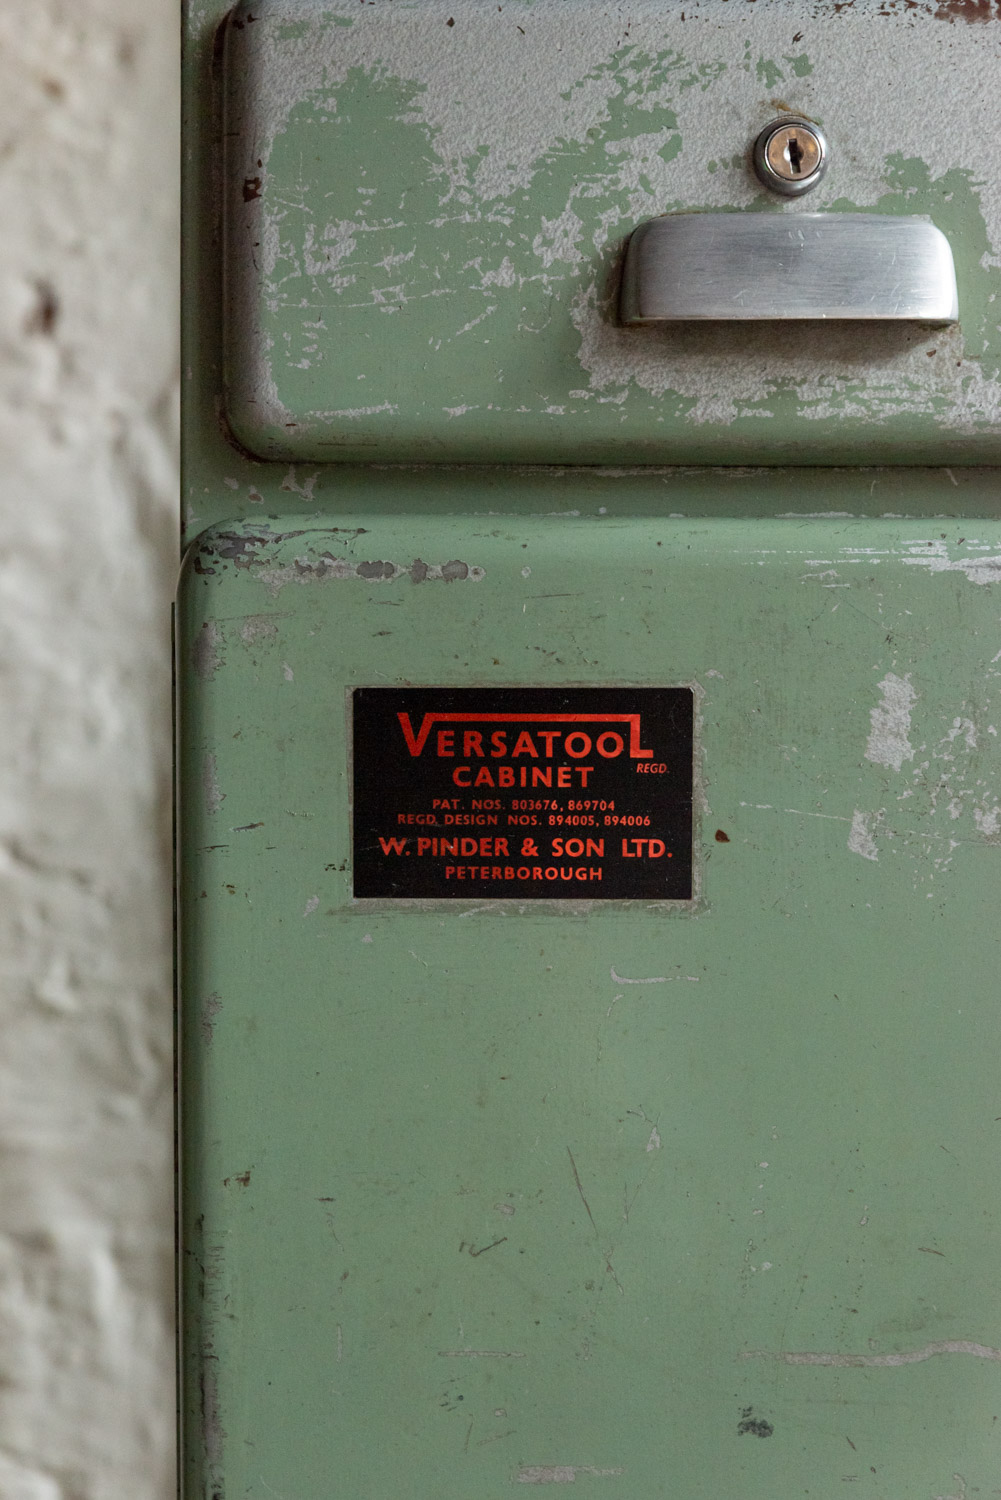 VERSATOOL
REGD.
CABINET
PAT. NOS. 803676, 869704
REGD. DESIGN NOS. 894005, 894006
W. PINDER & SON LTD.
PETERBOROUGH